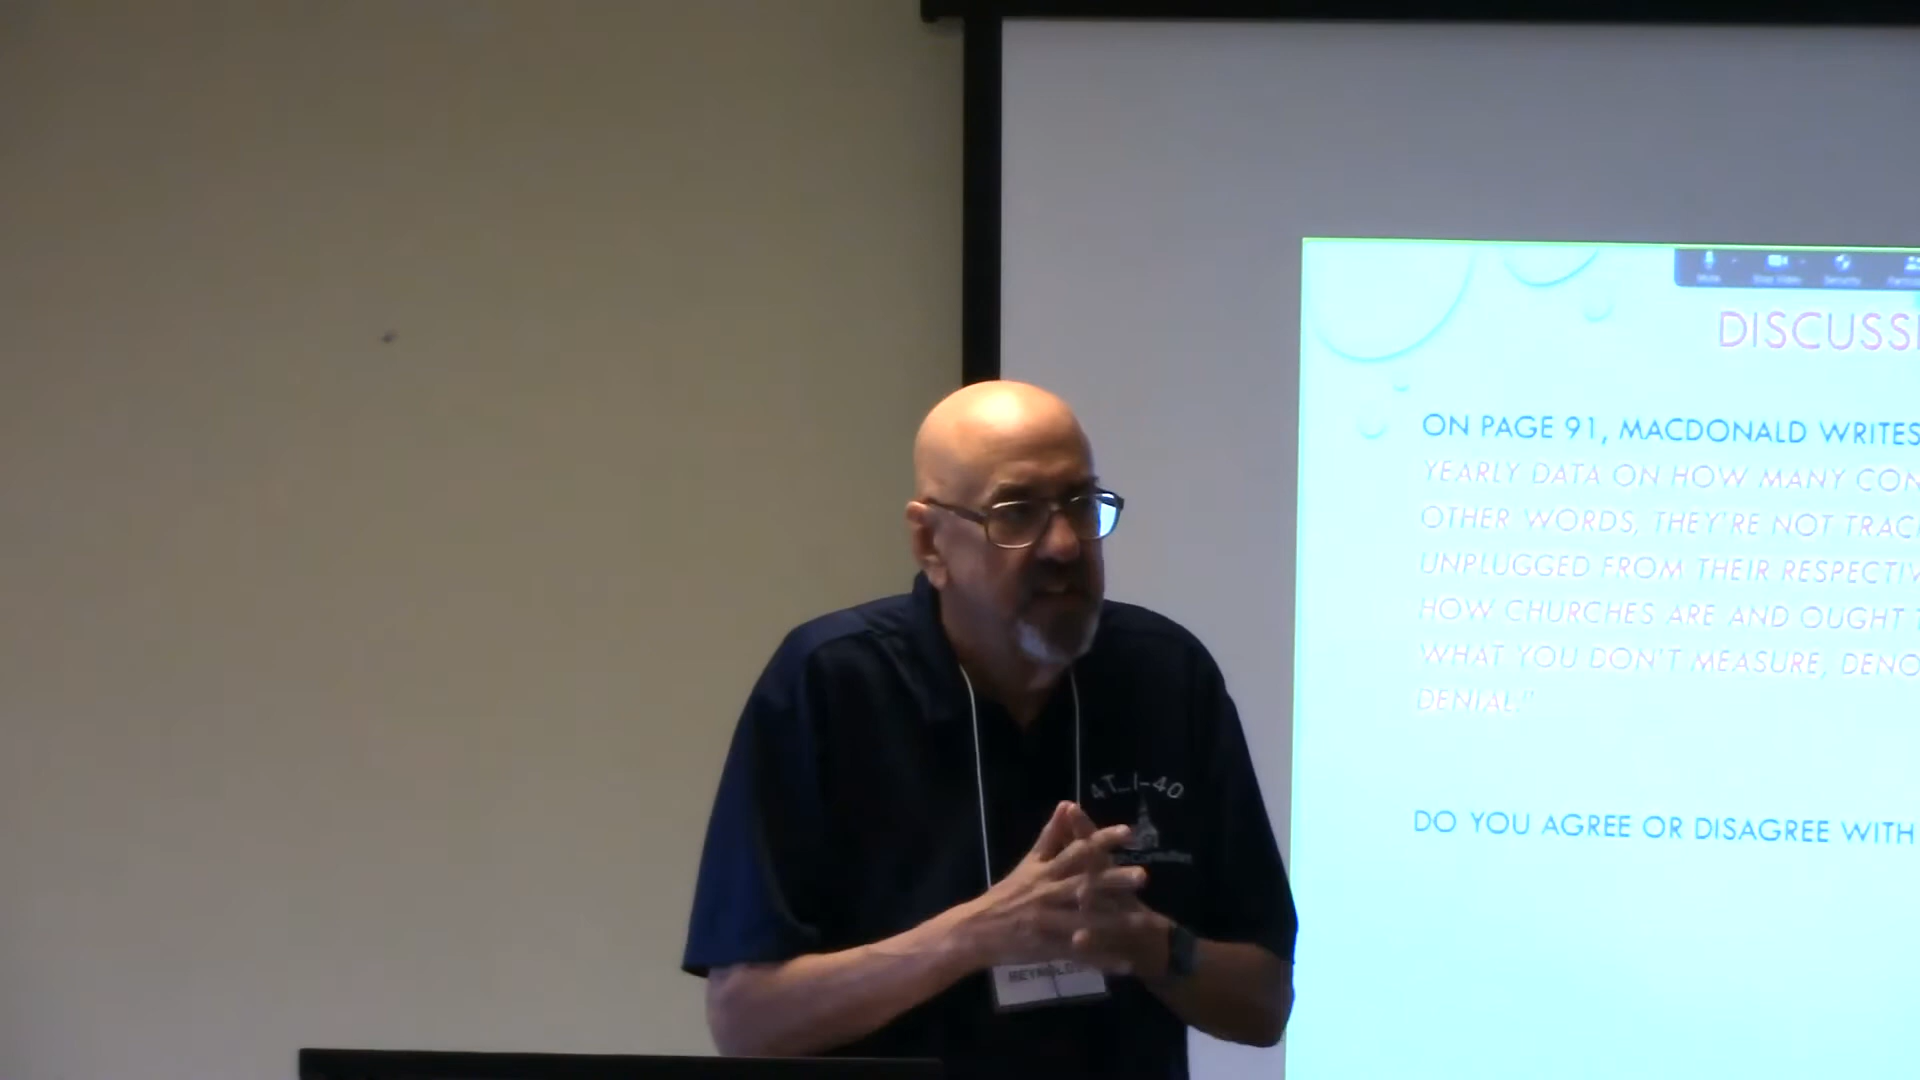 DISCUSSI
ON PAGE 91, MACDONALD WRITES
YEARLY DATA ON HOW MANY CON
OTHER WORDS, THEY'RE NOT TRAC
UNPLUGGED FROM THEIR RESPECTIV
HOW CHURCHES ARE AND OUGHT T
WHAT YOU DON'T MEASURE, DENO
DENIAL."
DO YOU AGREE OR DISAGREE WITH
4T_I-40